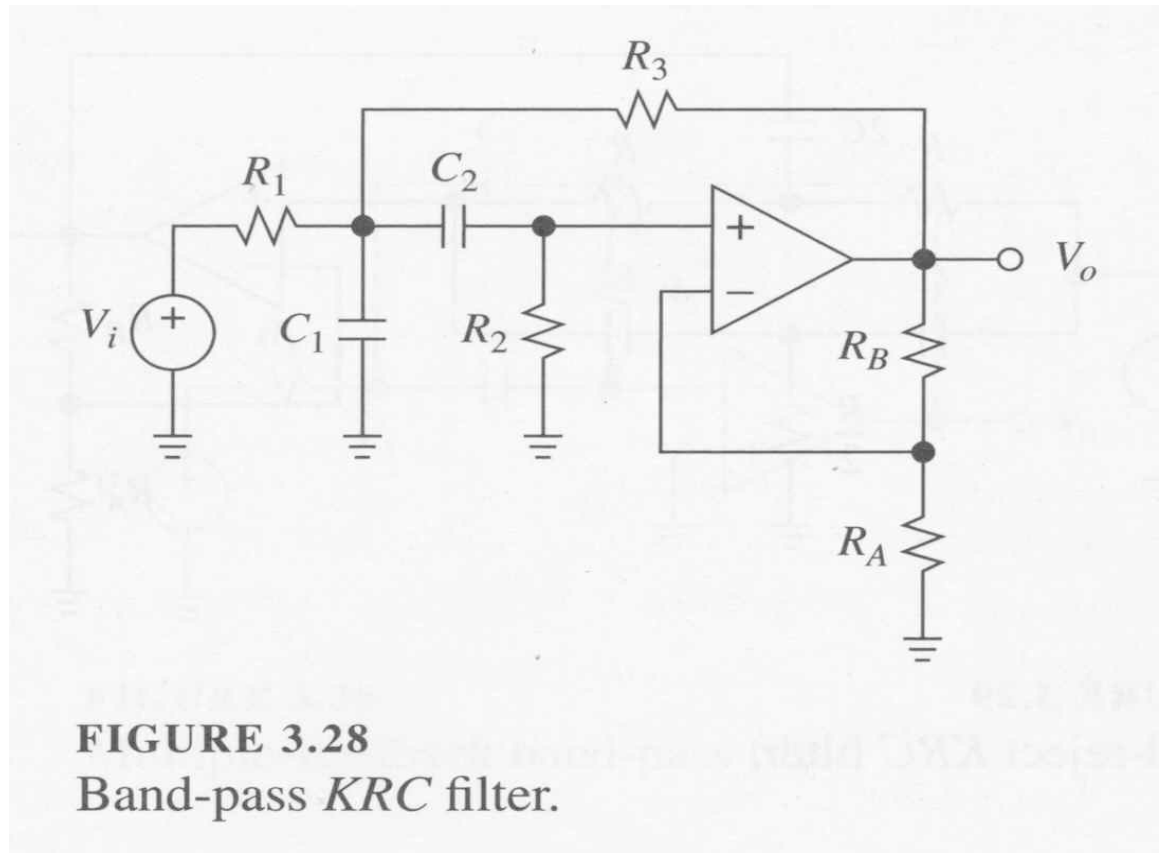 R3
R1
C2
+
Vo
−
Vi
+
C1
R2
RB
RA
FIGURE 3.28
Band-pass KRC filter.